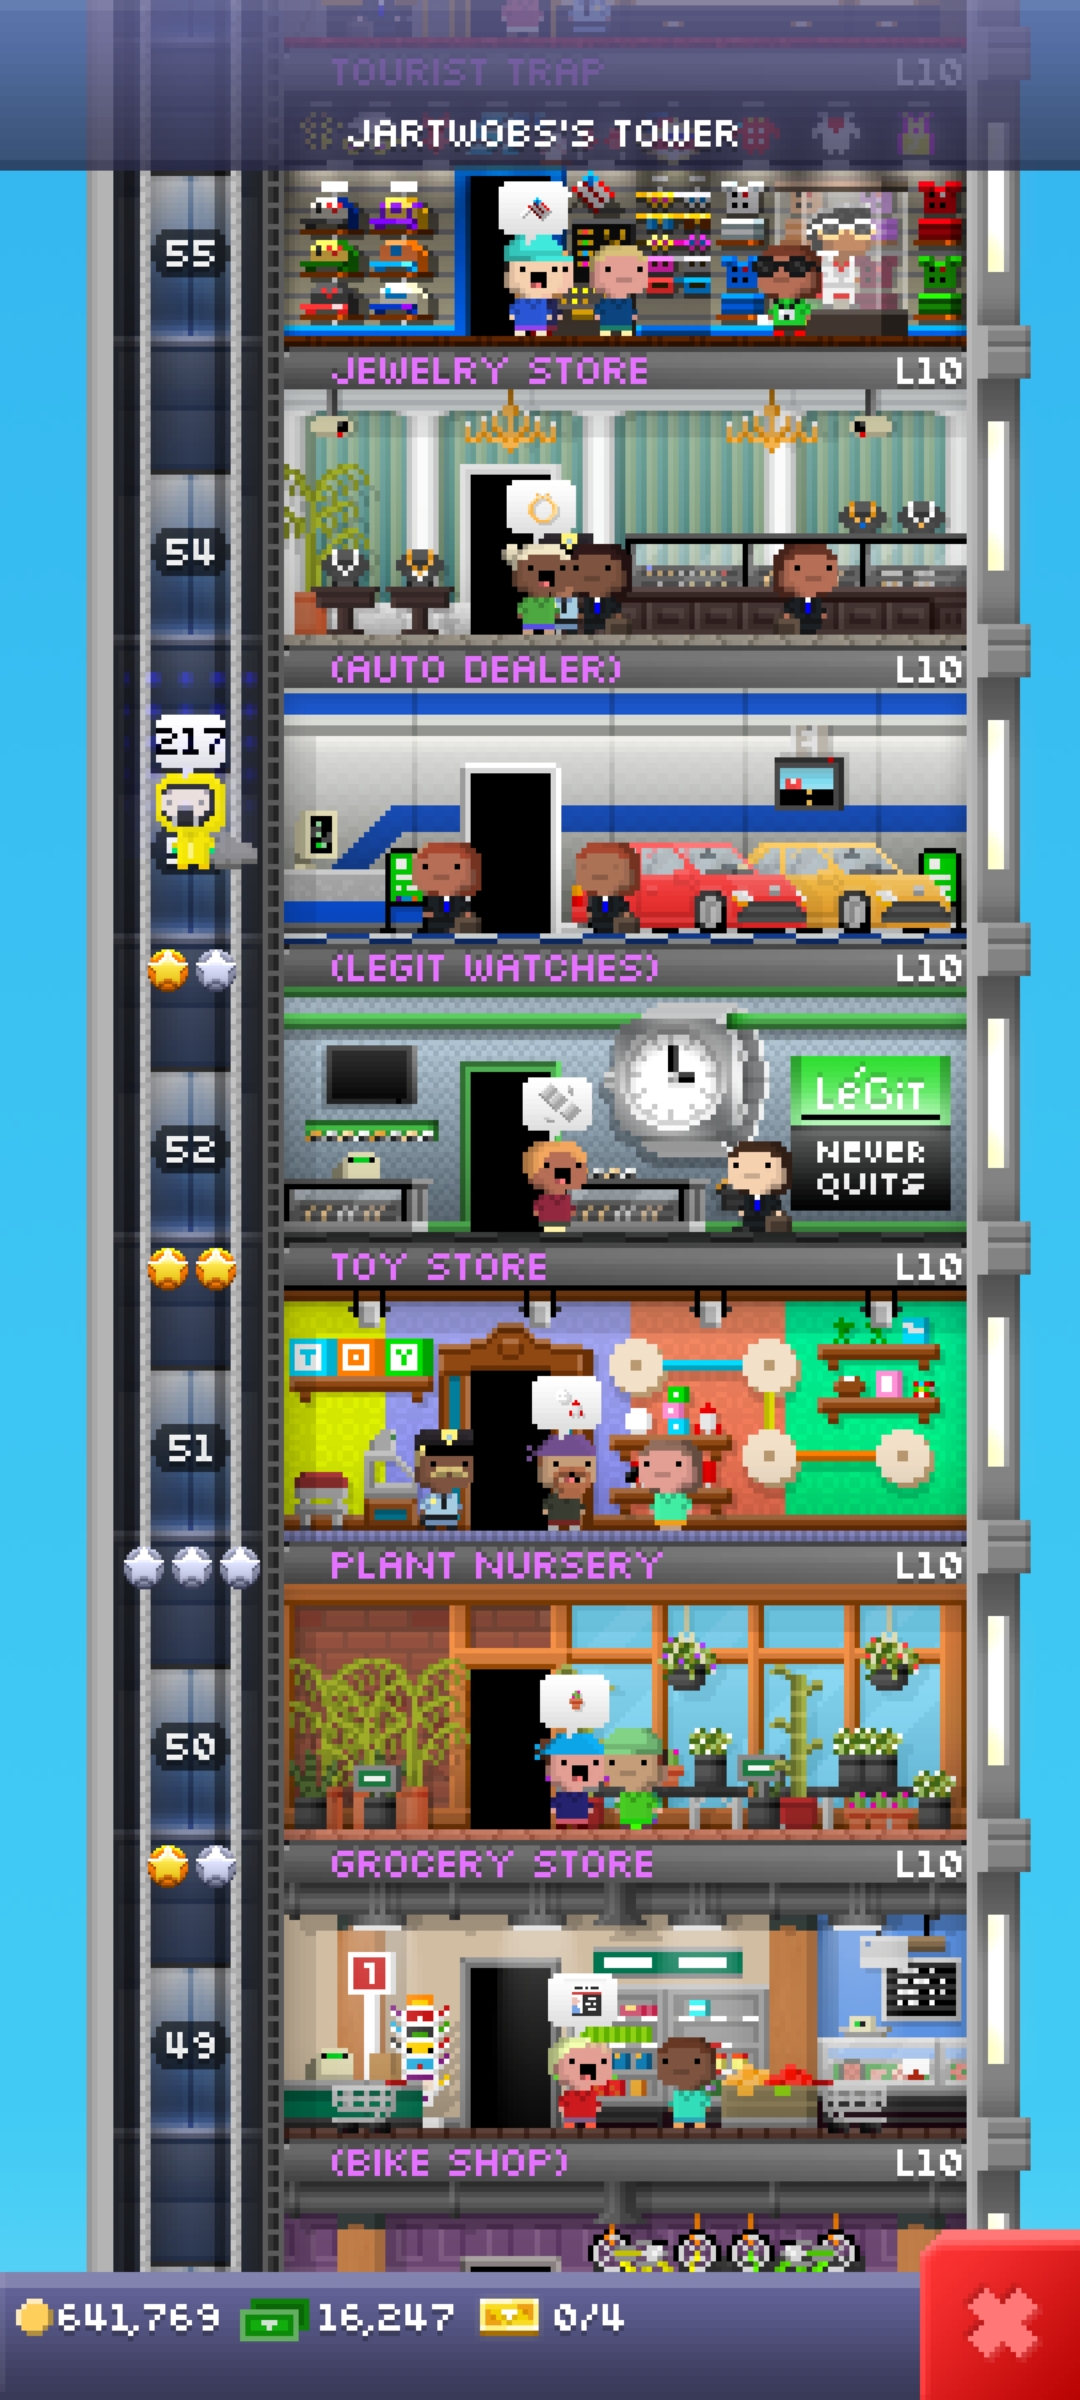 TOURIST TRAP L10
JARTWOBS'S TOWER
55
JEWELRY STORE L10
54
(AUTO DEALER) L10
217
(LEGIT WATCHES) L10
LéGiT
NEVER
QUITS
52
TOY STORE L10
TOY
51
PLANT NURSERY L10
50
GROCERY STORE L10
1
49
(BIKE SHOP) L10
641,769 16,247 0/4